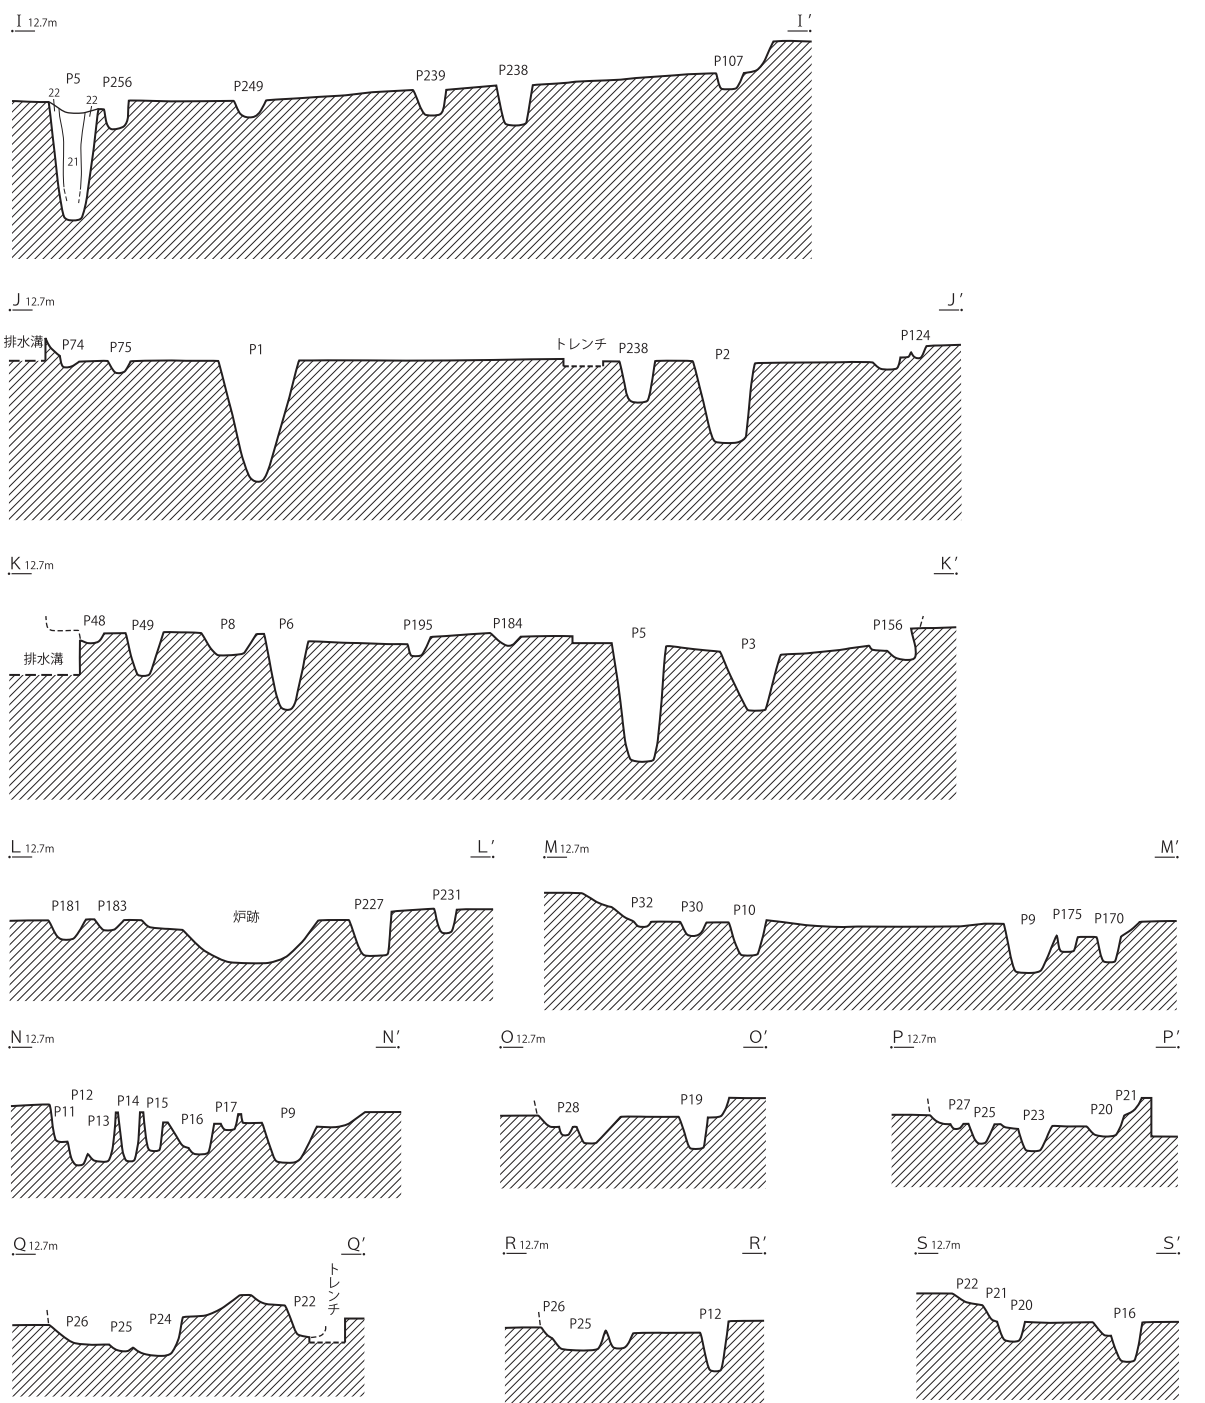 I 12.7m I′
P5 P256 P249 P239 P238 P107
22 22
21
J 12.7m J′
排水溝 P74 P75 P1 トレンチ P238 P2 P124
K 12.7m K′
P48 P49 P8 P6 P195 P184 P5 P3 P156
排水溝
L 12.7m L′
P181 P183 炉跡 P227 P231
M 12.7m M′
P32 P30 P10 P9 P175 P170
N 12.7m N′
P12
P11 P13 P14 P15 P16 P17 P9
O 12.7m O′
P28 P19
P 12.7m P′
P27 P25 P23 P20 P21
Q 12.7m Q′
P26 P25 P24 P22 トレンチ
R 12.7m R′
P26 P25 P12
S 12.7m S′
P22 P21 P20 P16